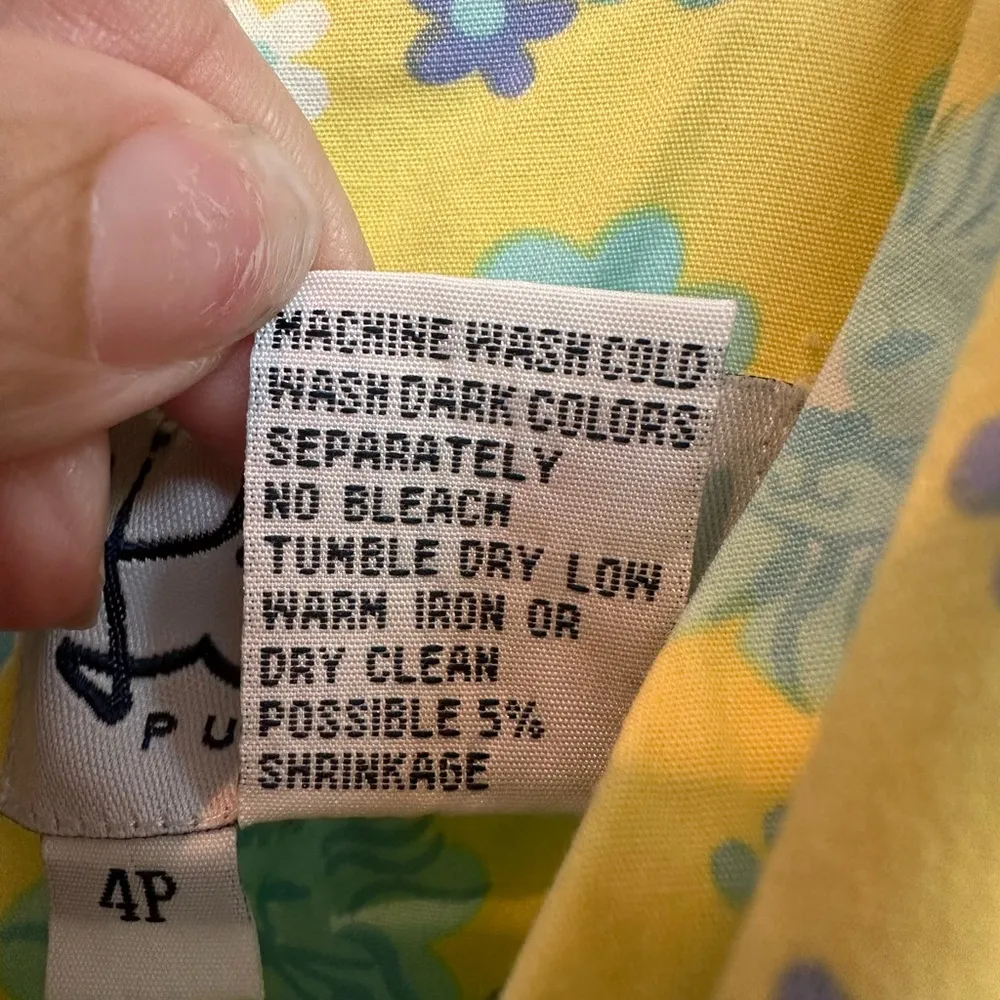 MACHINE WASH COLD
WASH DARK COLORS
SEPARATELY
NO BLEACH
TUMBLE DRY LOW
WARM IRON OR
DRY CLEAN
POSSIBLE 5%
SHRINKAGE
PU
4P